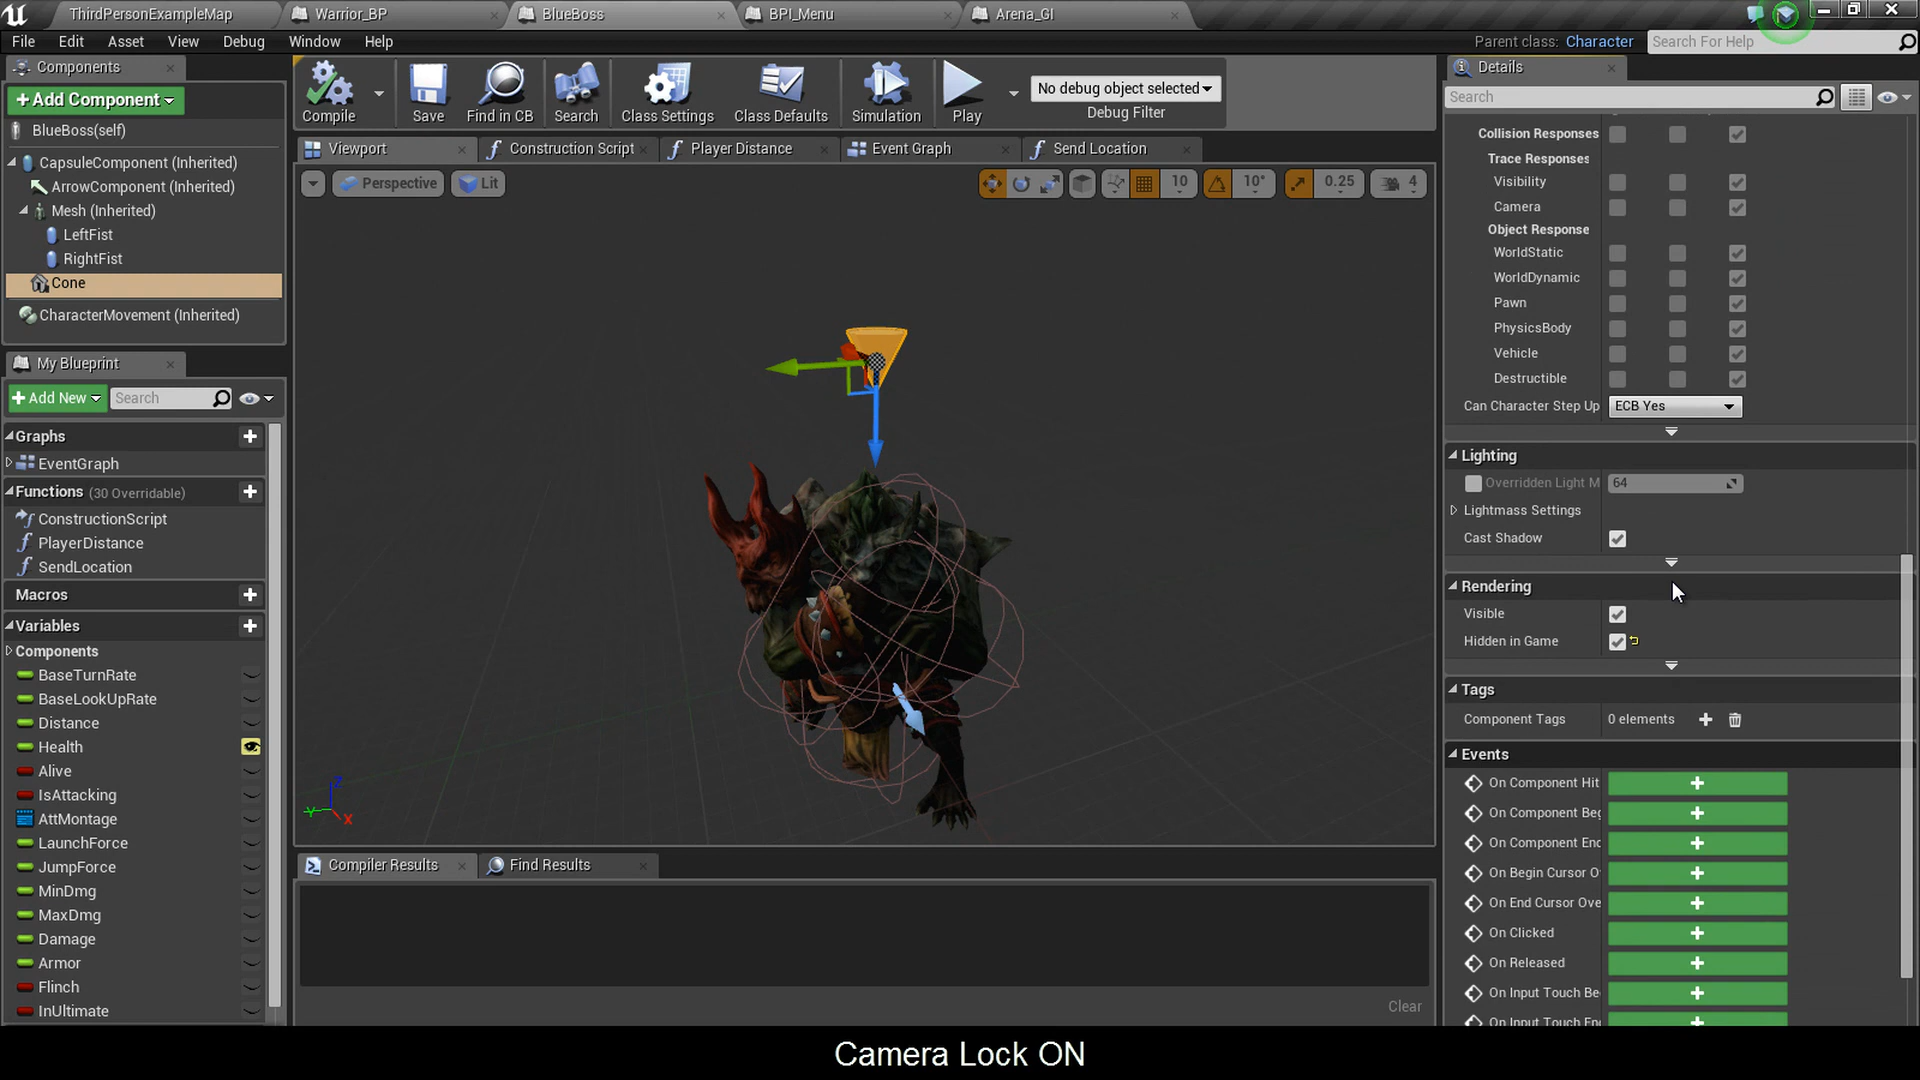 ThirdPersonExampleMap
Warrior_BP
BlueBoss
BPI_Menu
Arena_GI
File Edit Asset View Debug Window Help
Parent class: Character
Search For Help
Components
+Add Component
BlueBoss(self)
CapsuleComponent (Inherited)
ArrowComponent (Inherited)
Mesh (Inherited)
LeftFist
RightFist
Cone
CharacterMovement (Inherited)
My Blueprint
+Add New
Search
Graphs
EventGraph
Functions (30 Overridable)
ConstructionScript
PlayerDistance
SendLocation
Macros
Variables
Components
BaseTurnRate
BaseLookUpRate
Distance
Health
Alive
IsAttacking
AttMontage
LaunchForce
JumpForce
MinDmg
MaxDmg
Damage
Armor
Flinch
InUltimate
Compile
Save
Find in CB
Search
Class Settings
Class Defaults
Simulation
Play
No debug object selected
Debug Filter
Viewport
Construction Script
Player Distance
Event Graph
Send Location
Perspective
Lit
10
10°
0.25
4
Z
Y
X
Compiler Results
Find Results
Clear
Details
Search
Collision Responses
Trace Responses
Visibility
Camera
Object Response
WorldStatic
WorldDynamic
Pawn
PhysicsBody
Vehicle
Destructible
Can Character Step Up
ECB Yes
Lighting
Overridden Light M
64
Lightmass Settings
Cast Shadow
Rendering
Visible
Hidden in Game
Tags
Component Tags
0 elements
Events
On Component Hit
On Component Beg
On Component End
On Begin Cursor O
On End Cursor Ove
On Clicked
On Released
On Input Touch Be
On Input Touch En
Camera Lock ON